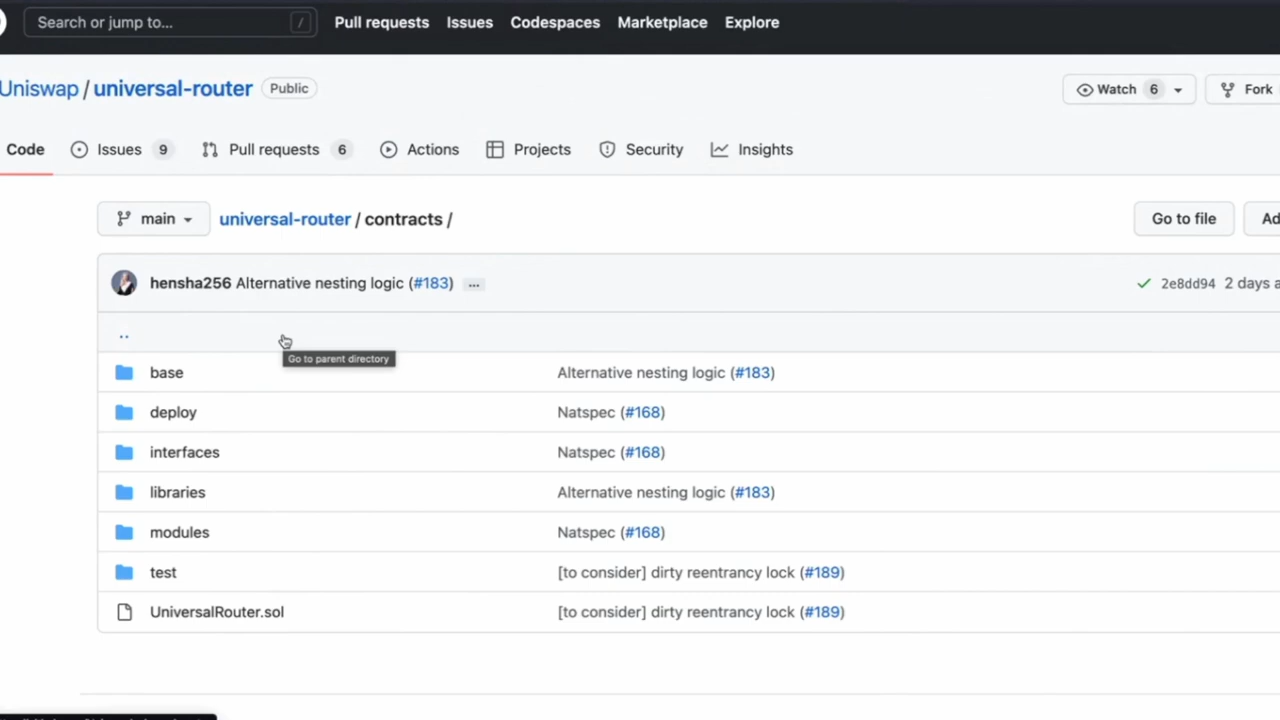 Search or jump to... /
Pull requests Issues Codespaces Marketplace Explore
Uniswap / universal-router Public
Watch 6 Fork
Code Issues 9 Pull requests 6 Actions Projects Security Insights
main universal-router / contracts / Go to file Ad
hensha256 Alternative nesting logic (#183) ... 2e8dd94 2 days a
..
Go to parent directory
base Alternative nesting logic (#183)
deploy Natspec (#168)
interfaces Natspec (#168)
libraries Alternative nesting logic (#183)
modules Natspec (#168)
test [to consider] dirty reentrancy lock (#189)
UniversalRouter.sol [to consider] dirty reentrancy lock (#189)